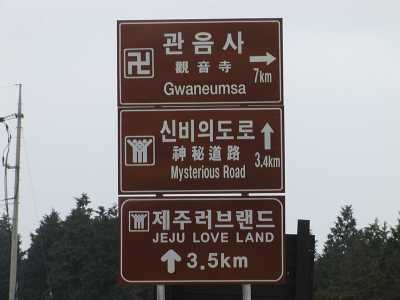 관음사
觀音寺
7km
Gwaneumsa
신비의도로
神秘道路
3.4km
Mysterious Road
제주러브랜드
JEJU LOVE LAND
3.5km